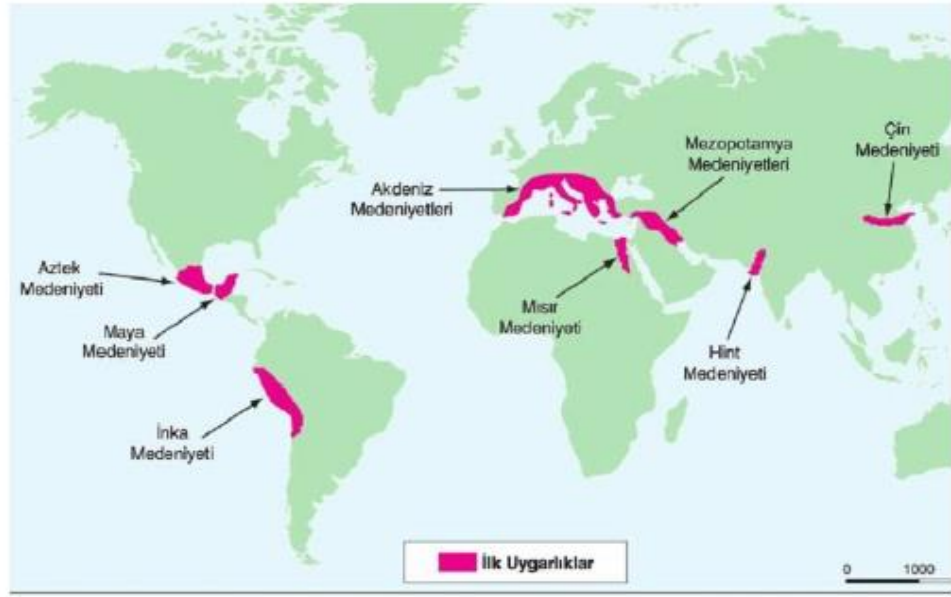 Çin
Medeniyeti
Mezopotamya
Medeniyetleri
Akdeniz
Medeniyetleri
Aztek
Medeniyeti
Maya
Medeniyeti
Mısır
Medeniyeti
Hint
Medeniyeti
İnka
Medeniyeti
İlk Uygarlıklar
0 1000